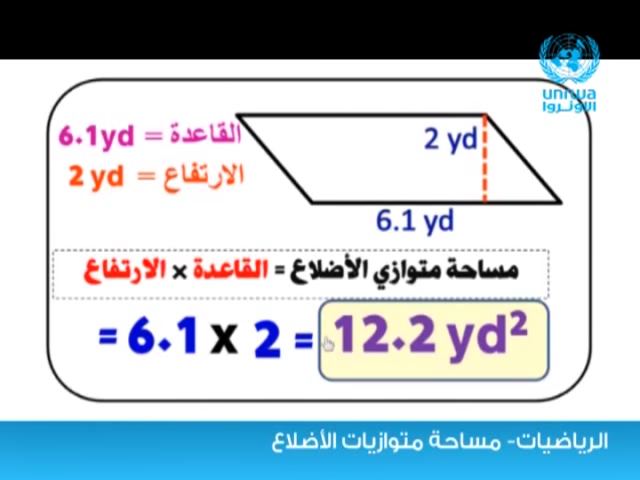 unrwa
الأونروا
القاعدة = 6.1yd
الارتفاع = 2 yd
2 yd
6.1 yd
مساحة متوازي الأضلاع = القاعدة × الارتفاع
= 6.1 x 2 = 12.2 yd²
الرياضيات- مساحة متوازيات الأضلاع